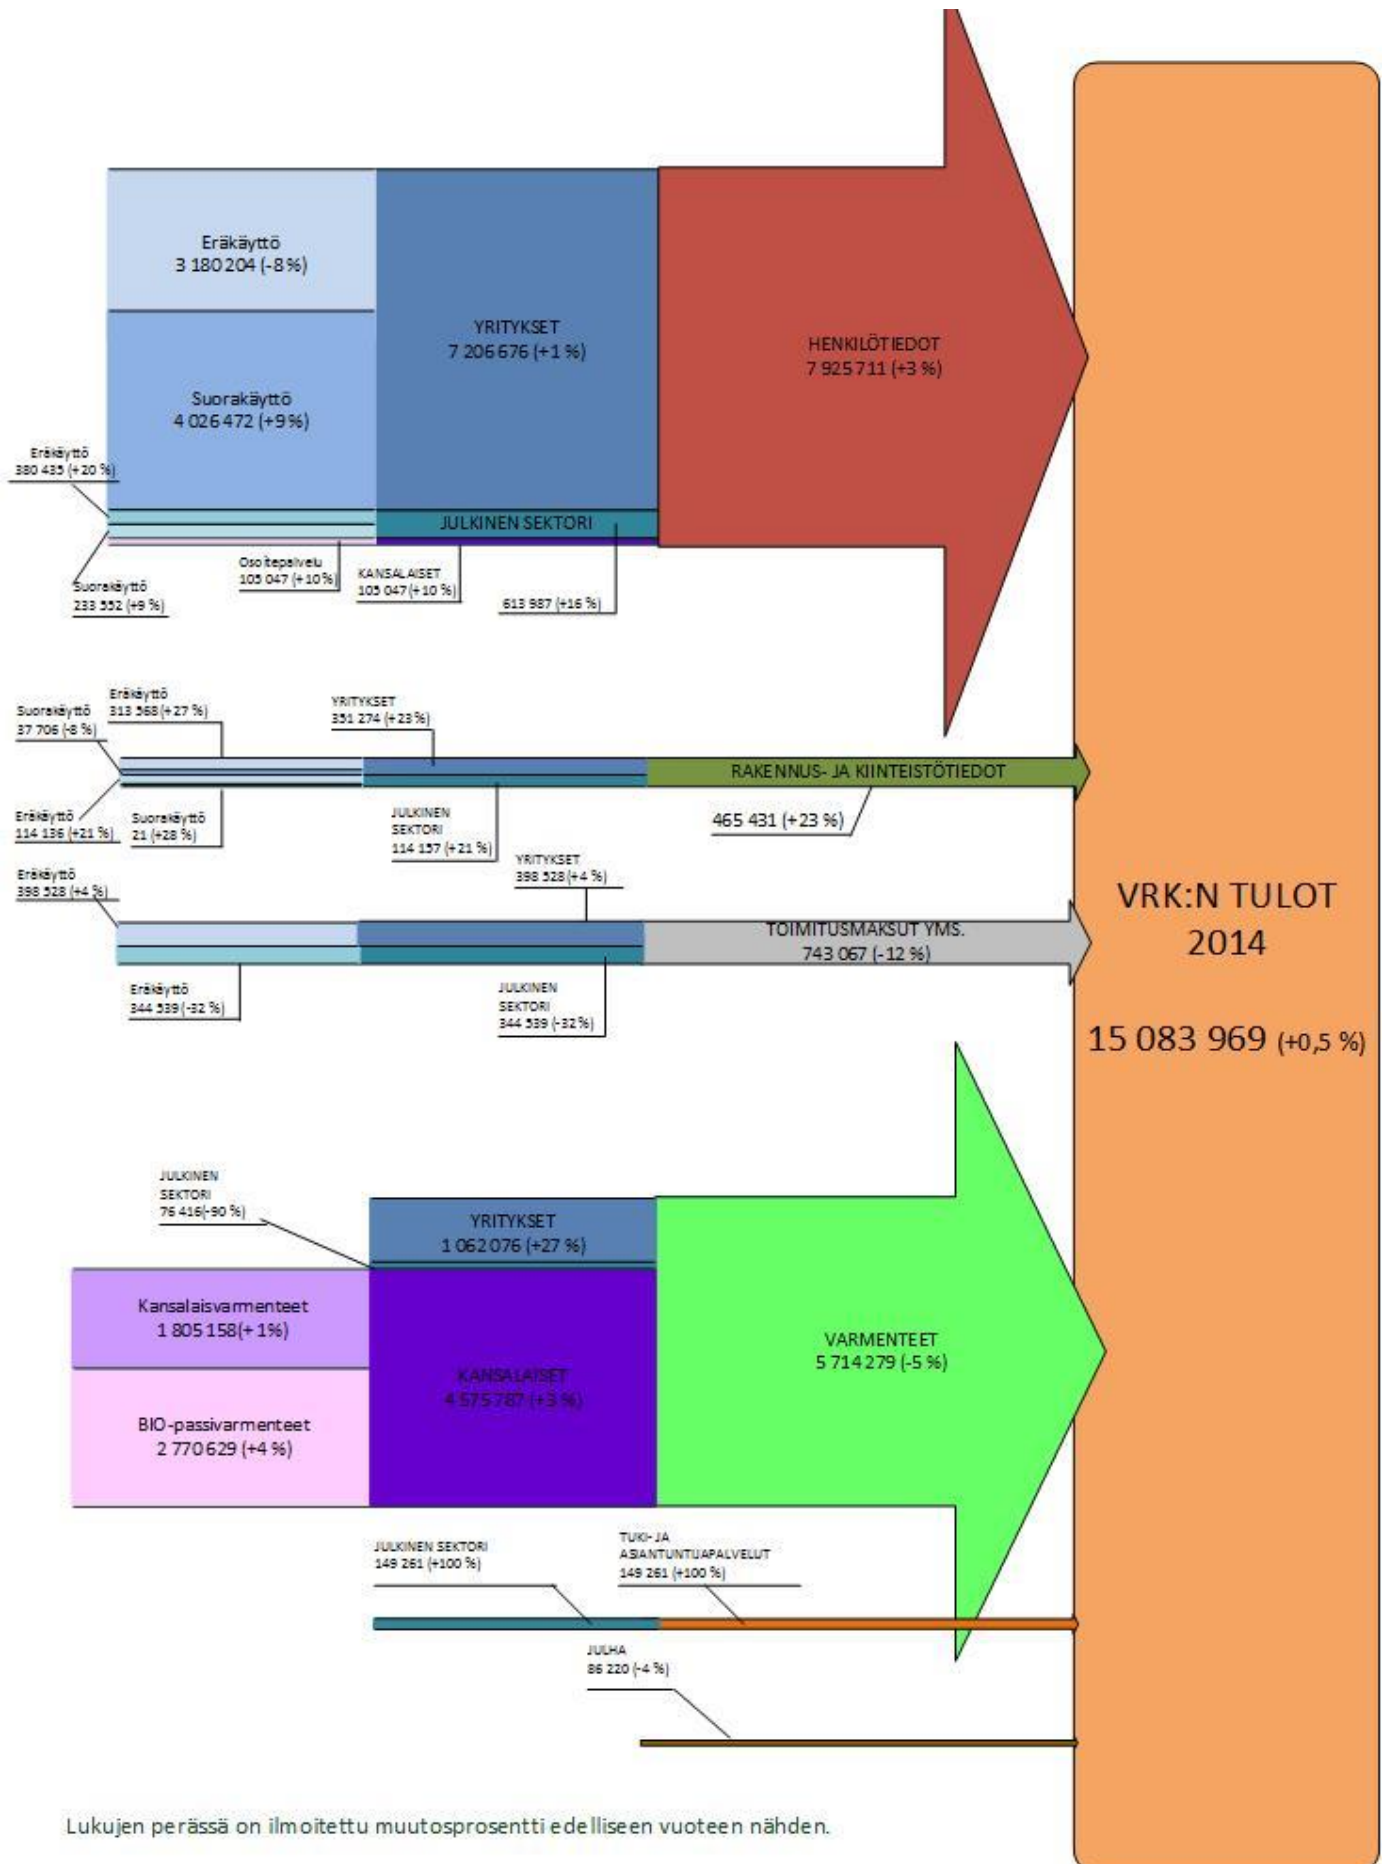 Eräkäyttö
3 180 204 (-8 %)
YRITYKSET
7 206 676 (+1 %)
HENKILÖTIEDOT
7 925 711 (+3 %)
Suorakäyttö
4 026 472 (+9 %)
Eräkäyttö
380 435 (+20 %)
JULKINEN SEKTORI
Osoitepalvelu
105 047 (+10 %)
KANSALAISET
105 047 (+10 %)
Suorakäyttö
233 552 (+9 %)
613 987 (+16 %)
Suorakäyttö
37 706 (-8 %)
Eräkäyttö
313 568 (+27 %)
YRITYKSET
351 274 (+23 %)
RAKENNUS- JA KIINTEISTÖTIEDOT
465 431 (+23 %)
Eräkäyttö
114 136 (+21 %)
Suorakäyttö
21 (+28 %)
JULKINEN
SEKTORI
114 157 (+21 %)
YRITYKSET
398 528 (+4 %)
Eräkäyttö
398 528 (+4 %)
TOIMITUSMAKSUT YMS.
743 067 (-12 %)
Eräkäyttö
344 539 (-32 %)
JULKINEN
SEKTORI
344 539 (-32 %)
VRK:N TULOT
2014
15 083 969 (+0,5 %)
JULKINEN
SEKTORI
76 416(-90 %)
YRITYKSET
1 062 076 (+27 %)
Kansalaisvarmenteet
1 805 158(+ 1%)
KANSALAISET
4 575 787 (+3 %)
VARMENTEET
5 714 279 (-5 %)
BIO-passivarmenteet
2 770 629 (+4 %)
JULKINEN SEKTORI
149 261 (+100 %)
TUKI- JA
ASIANTUNTIJAPALVELUT
149 261 (+100 %)
JULHA
86 220 (-4 %)
Lukujen perässä on ilmoitettu muutosprosentti edelliseen vuoteen nähden.